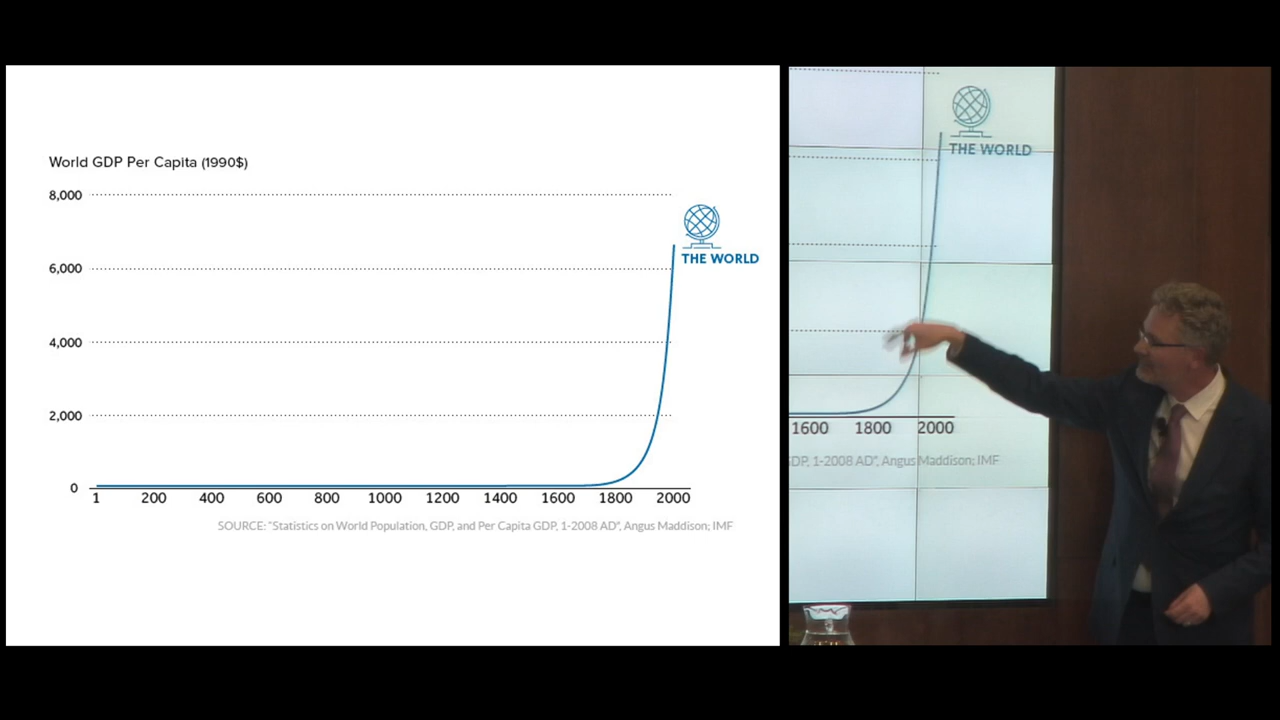 World GDP Per Capita (1990$)
8,000
THE WORLD
6,000
4,000
2,000
0
1 200 400 600 800 1000 1200 1400 1600 1800 2000
SOURCE: "Statistics on World Population, GDP, and Per Capita GDP, 1-2008 AD", Angus Maddison; IMF
THE WORLD
1600 1800 2000
GDP, 1-2008 AD", Angus Maddison; IMF